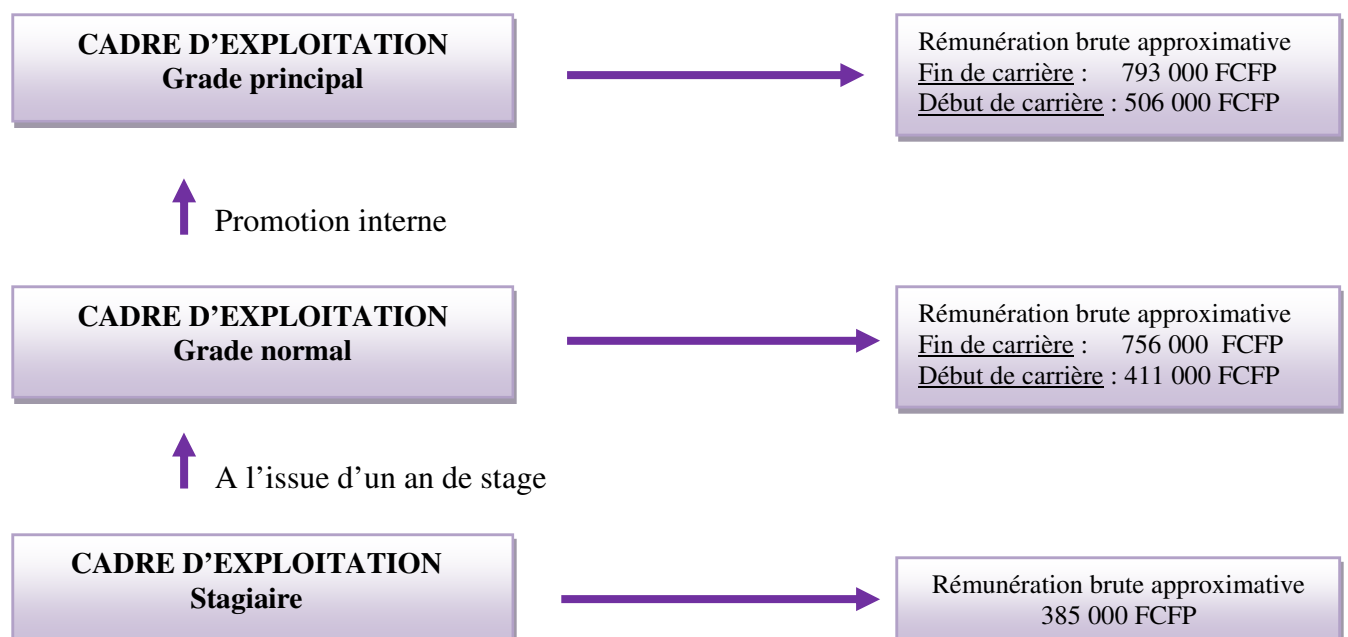 CADRE D’EXPLOITATION
Grade principal
Rémunération brute approximative
Fin de carrière : 793 000 FCFP
Début de carrière : 506 000 FCFP
Promotion interne
CADRE D’EXPLOITATION
Grade normal
Rémunération brute approximative
Fin de carrière : 756 000 FCFP
Début de carrière : 411 000 FCFP
A l’issue d’un an de stage
CADRE D’EXPLOITATION
Stagiaire
Rémunération brute approximative
385 000 FCFP